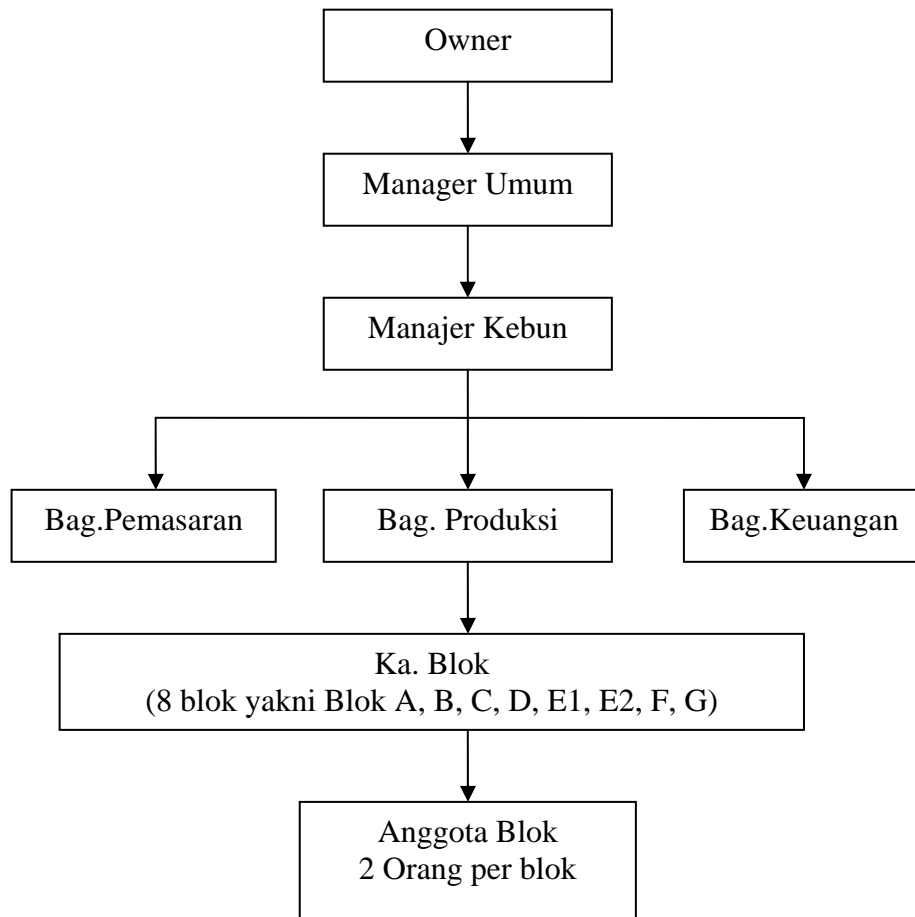 Owner
Manager Umum
Manajer Kebun
Bag.Pemasaran
Bag. Produksi
Bag.Keuangan
Ka. Blok
(8 blok yakni Blok A, B, C, D, E1, E2, F, G)
Anggota Blok
2 Orang per blok